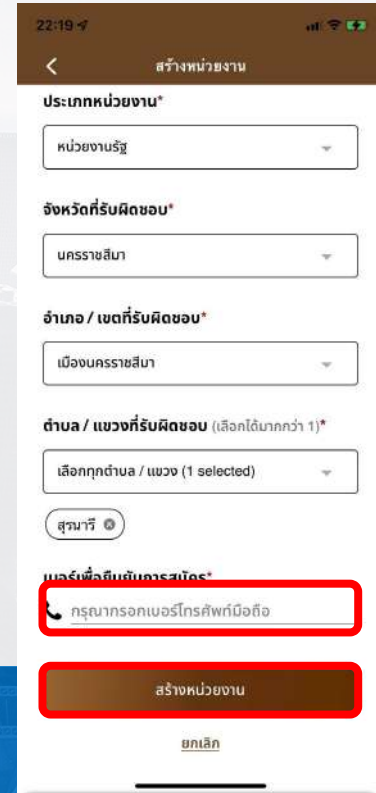 22:19
สร้างหน่วยงาน
ประเภทหน่วยงาน*
หน่วยงานรัฐ
จังหวัดที่รับผิดชอบ*
นครราชสีมา
อำเภอ / เขตที่รับผิดชอบ*
เมืองนครราชสีมา
ตำบล / แขวงที่รับผิดชอบ (เลือกได้มากกว่า 1)*
เลือกทุกตำบล / แขวง (1 selected)
สุรนารี
เบอร์เพื่อยืนยันการสมัคร*
กรุณากรอกเบอร์โทรศัพท์มือถือ
สร้างหน่วยงาน
ยกเลิก